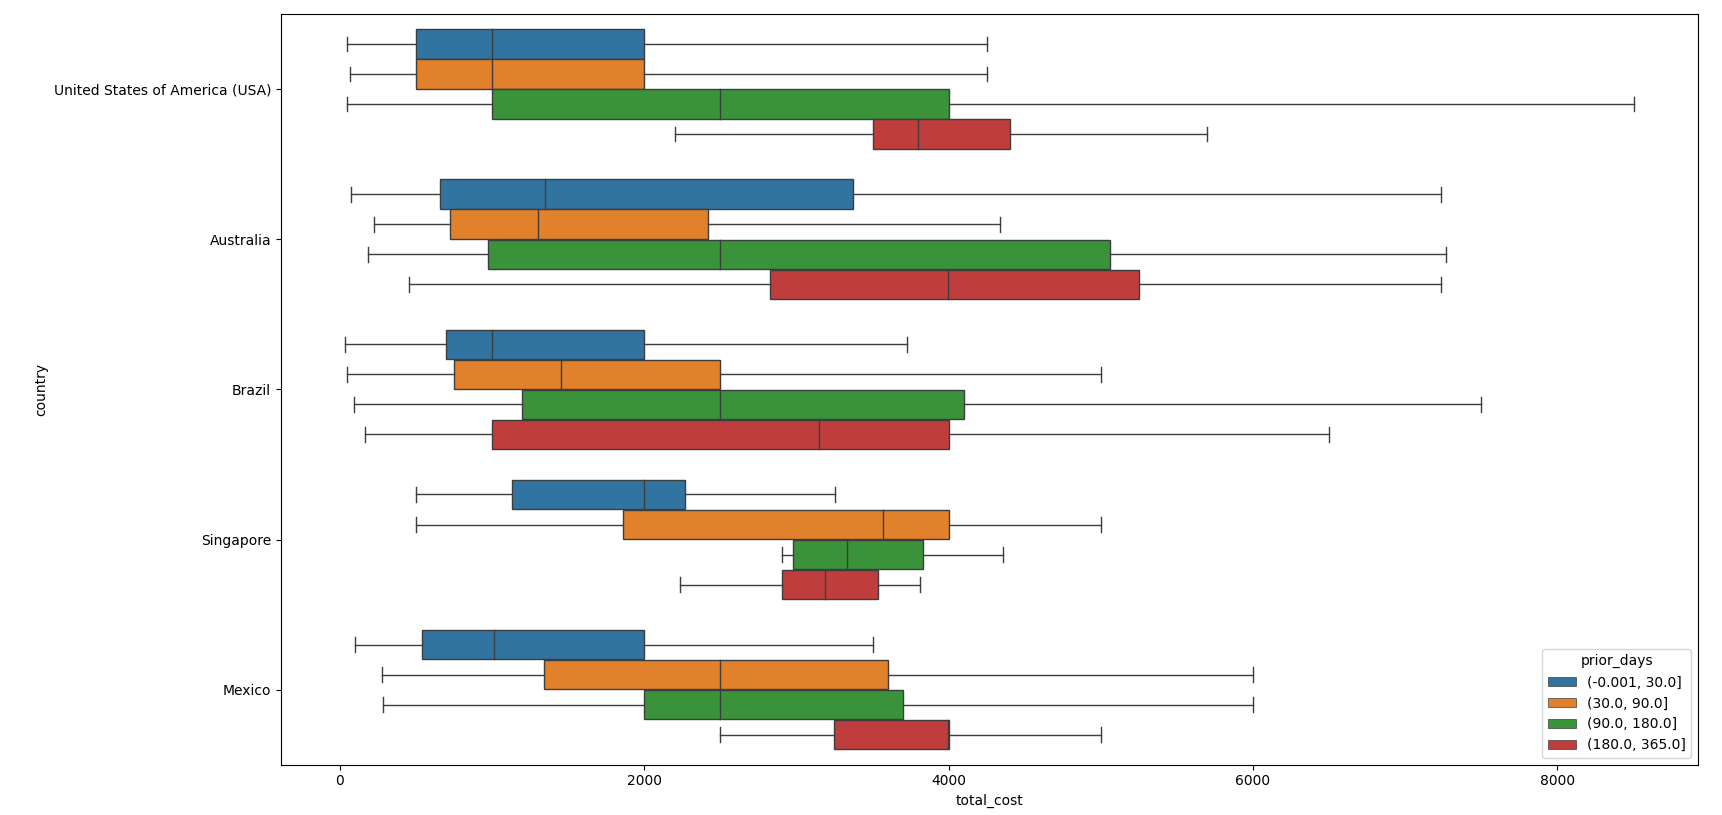 United States of America (USA)
Australia
Brazil
Singapore
Mexico
country
0 2000 4000 6000 8000
total_cost
prior_days
(-0.001, 30.0]
(30.0, 90.0]
(90.0, 180.0]
(180.0, 365.0]